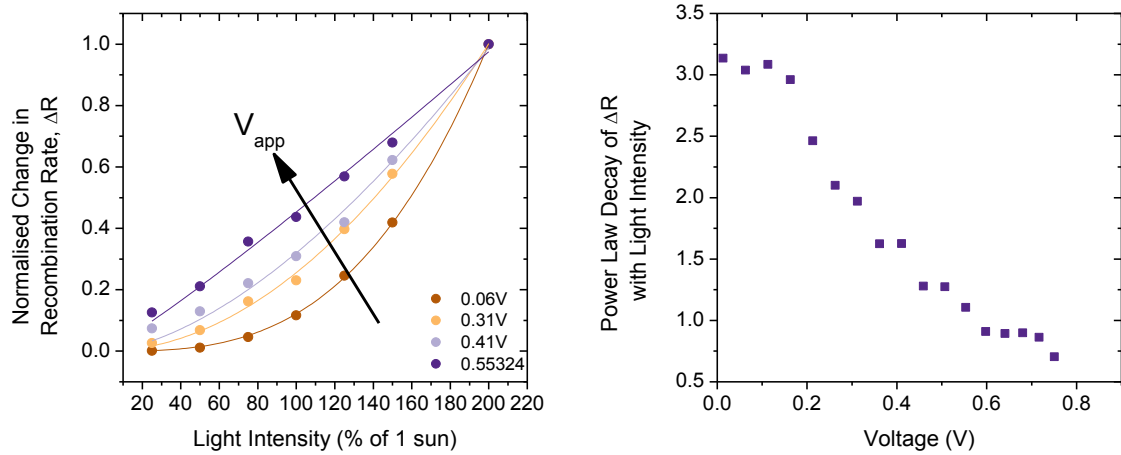 Normalised Change in
Recombination Rate, ΔR
1.0
0.8
0.6
0.4
0.2
0.0
V_app
0.06V
0.31V
0.41V
0.55324
20 40 60 80 100 120 140 160 180 200 220
Light Intensity (% of 1 sun)
Power Law Decay of ΔR
with Light Intensity
3.5
3.0
2.5
2.0
1.5
1.0
0.5
0.0 0.2 0.4 0.6 0.8
Voltage (V)